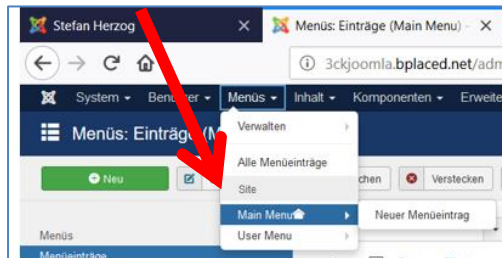 Stefan Herzog
Menüs: Einträge (Main Menu) -
3ckjoomla.bplaced.net/adm
System Menüs Inhalt Komponenten Erweite
Menüs: Einträge (M
Verwalten
Alle Menüeinträge
Neu chen Verstecken
Site
Main Menu Neuer Menüeintrag
User Menu
Menüs
Menüeinträge